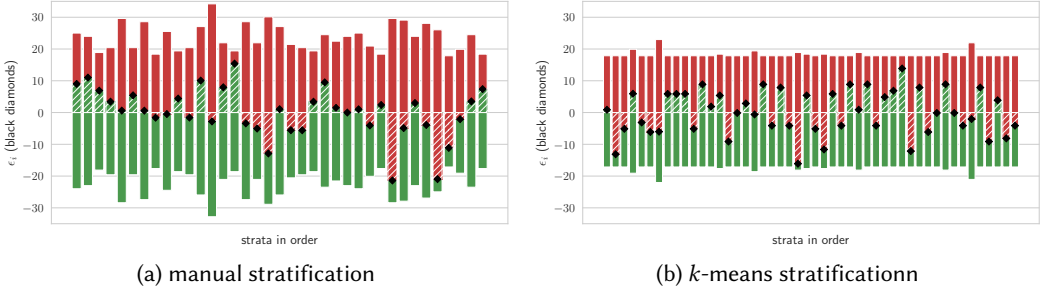 30
20
10
0
−10
−20
−30
ϵi (black diamonds)
strata in order
(a) manual stratification
30
20
10
0
−10
−20
−30
ϵi (black diamonds)
strata in order
(b) k-means stratificationn